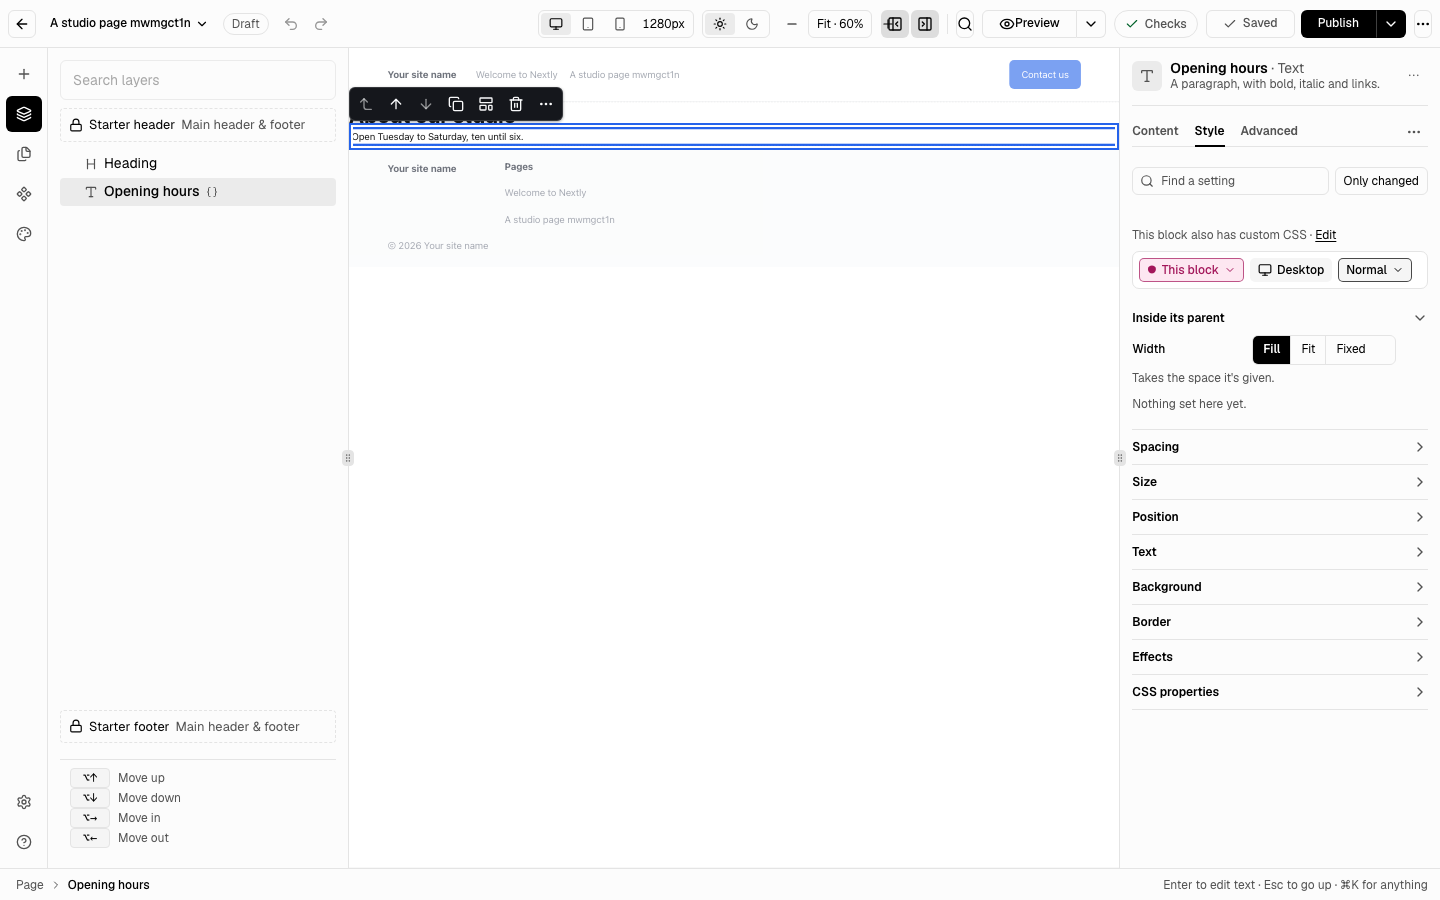 A studio page mwmgct1n
Draft
1280px
Fit · 60%
Preview
Checks
Saved
Publish
Search layers
Starter header Main header & footer
Heading
Opening hours {}
Starter footer Main header & footer
⌥↑ Move up
⌥↓ Move down
⌥→ Move in
⌥← Move out
Your site name Welcome to Nextly A studio page mwmgct1n
Contact us
Open Tuesday to Saturday, ten until six.
Your site name
Pages
Welcome to Nextly
A studio page mwmgct1n
© 2026 Your site name
Opening hours · Text
A paragraph, with bold, italic and links.
Content Style Advanced
Find a setting
Only changed
This block also has custom CSS · Edit
This block
Desktop
Normal
Inside its parent
Width
Fill Fit Fixed
Takes the space it's given.
Nothing set here yet.
Spacing
Size
Position
Text
Background
Border
Effects
CSS properties
Page > Opening hours
Enter to edit text · Esc to go up · ⌘K for anything